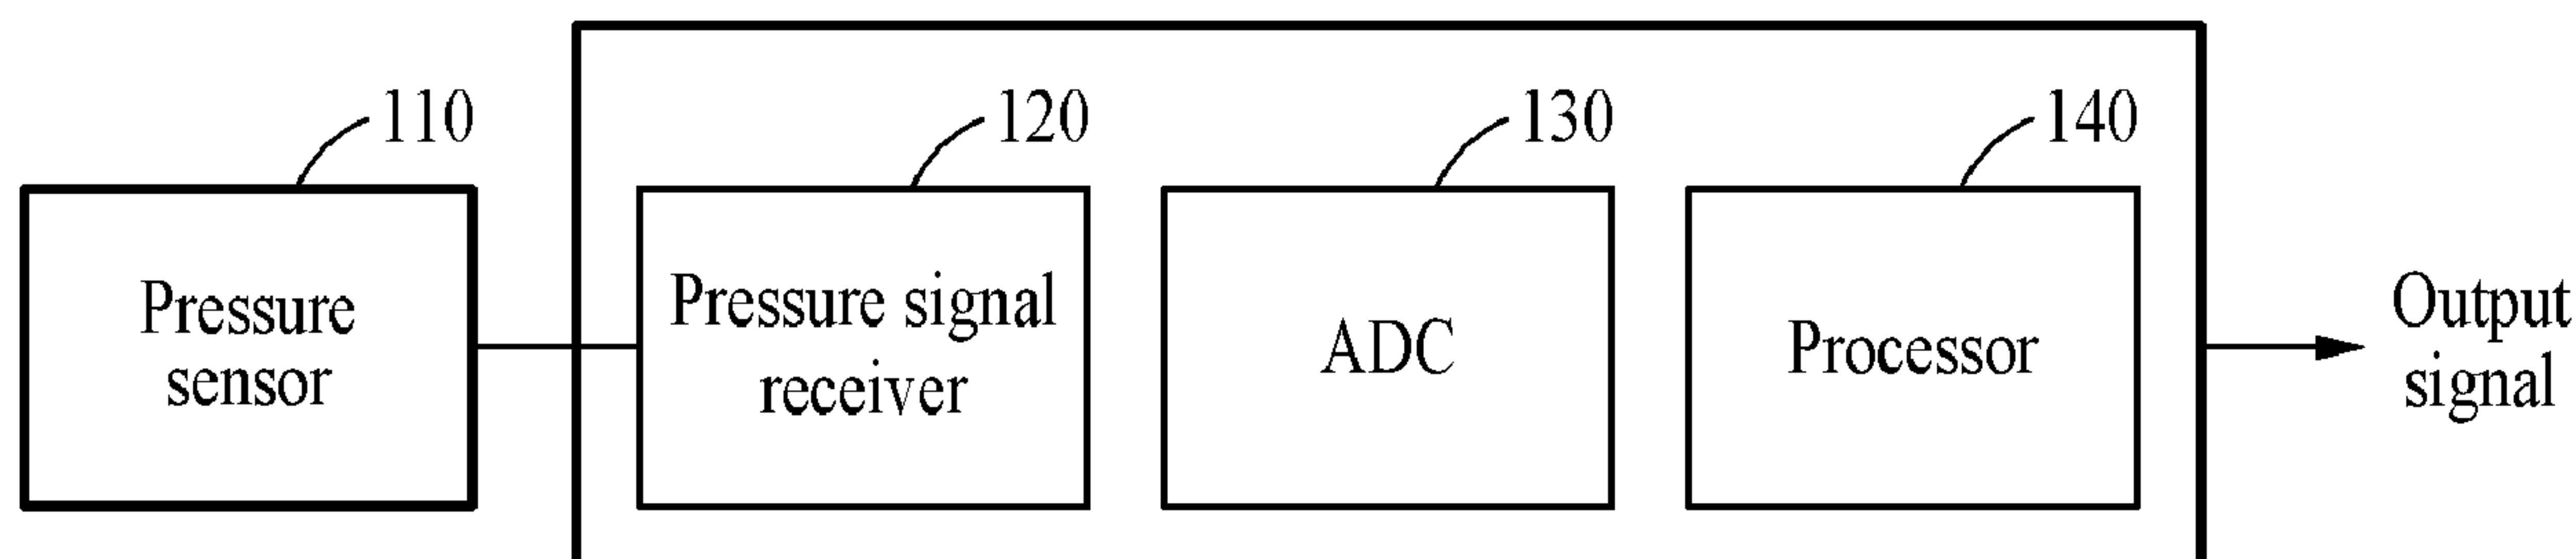 110
120
130
140
Pressure
sensor
Pressure signal
receiver
ADC
Processor
Output
signal